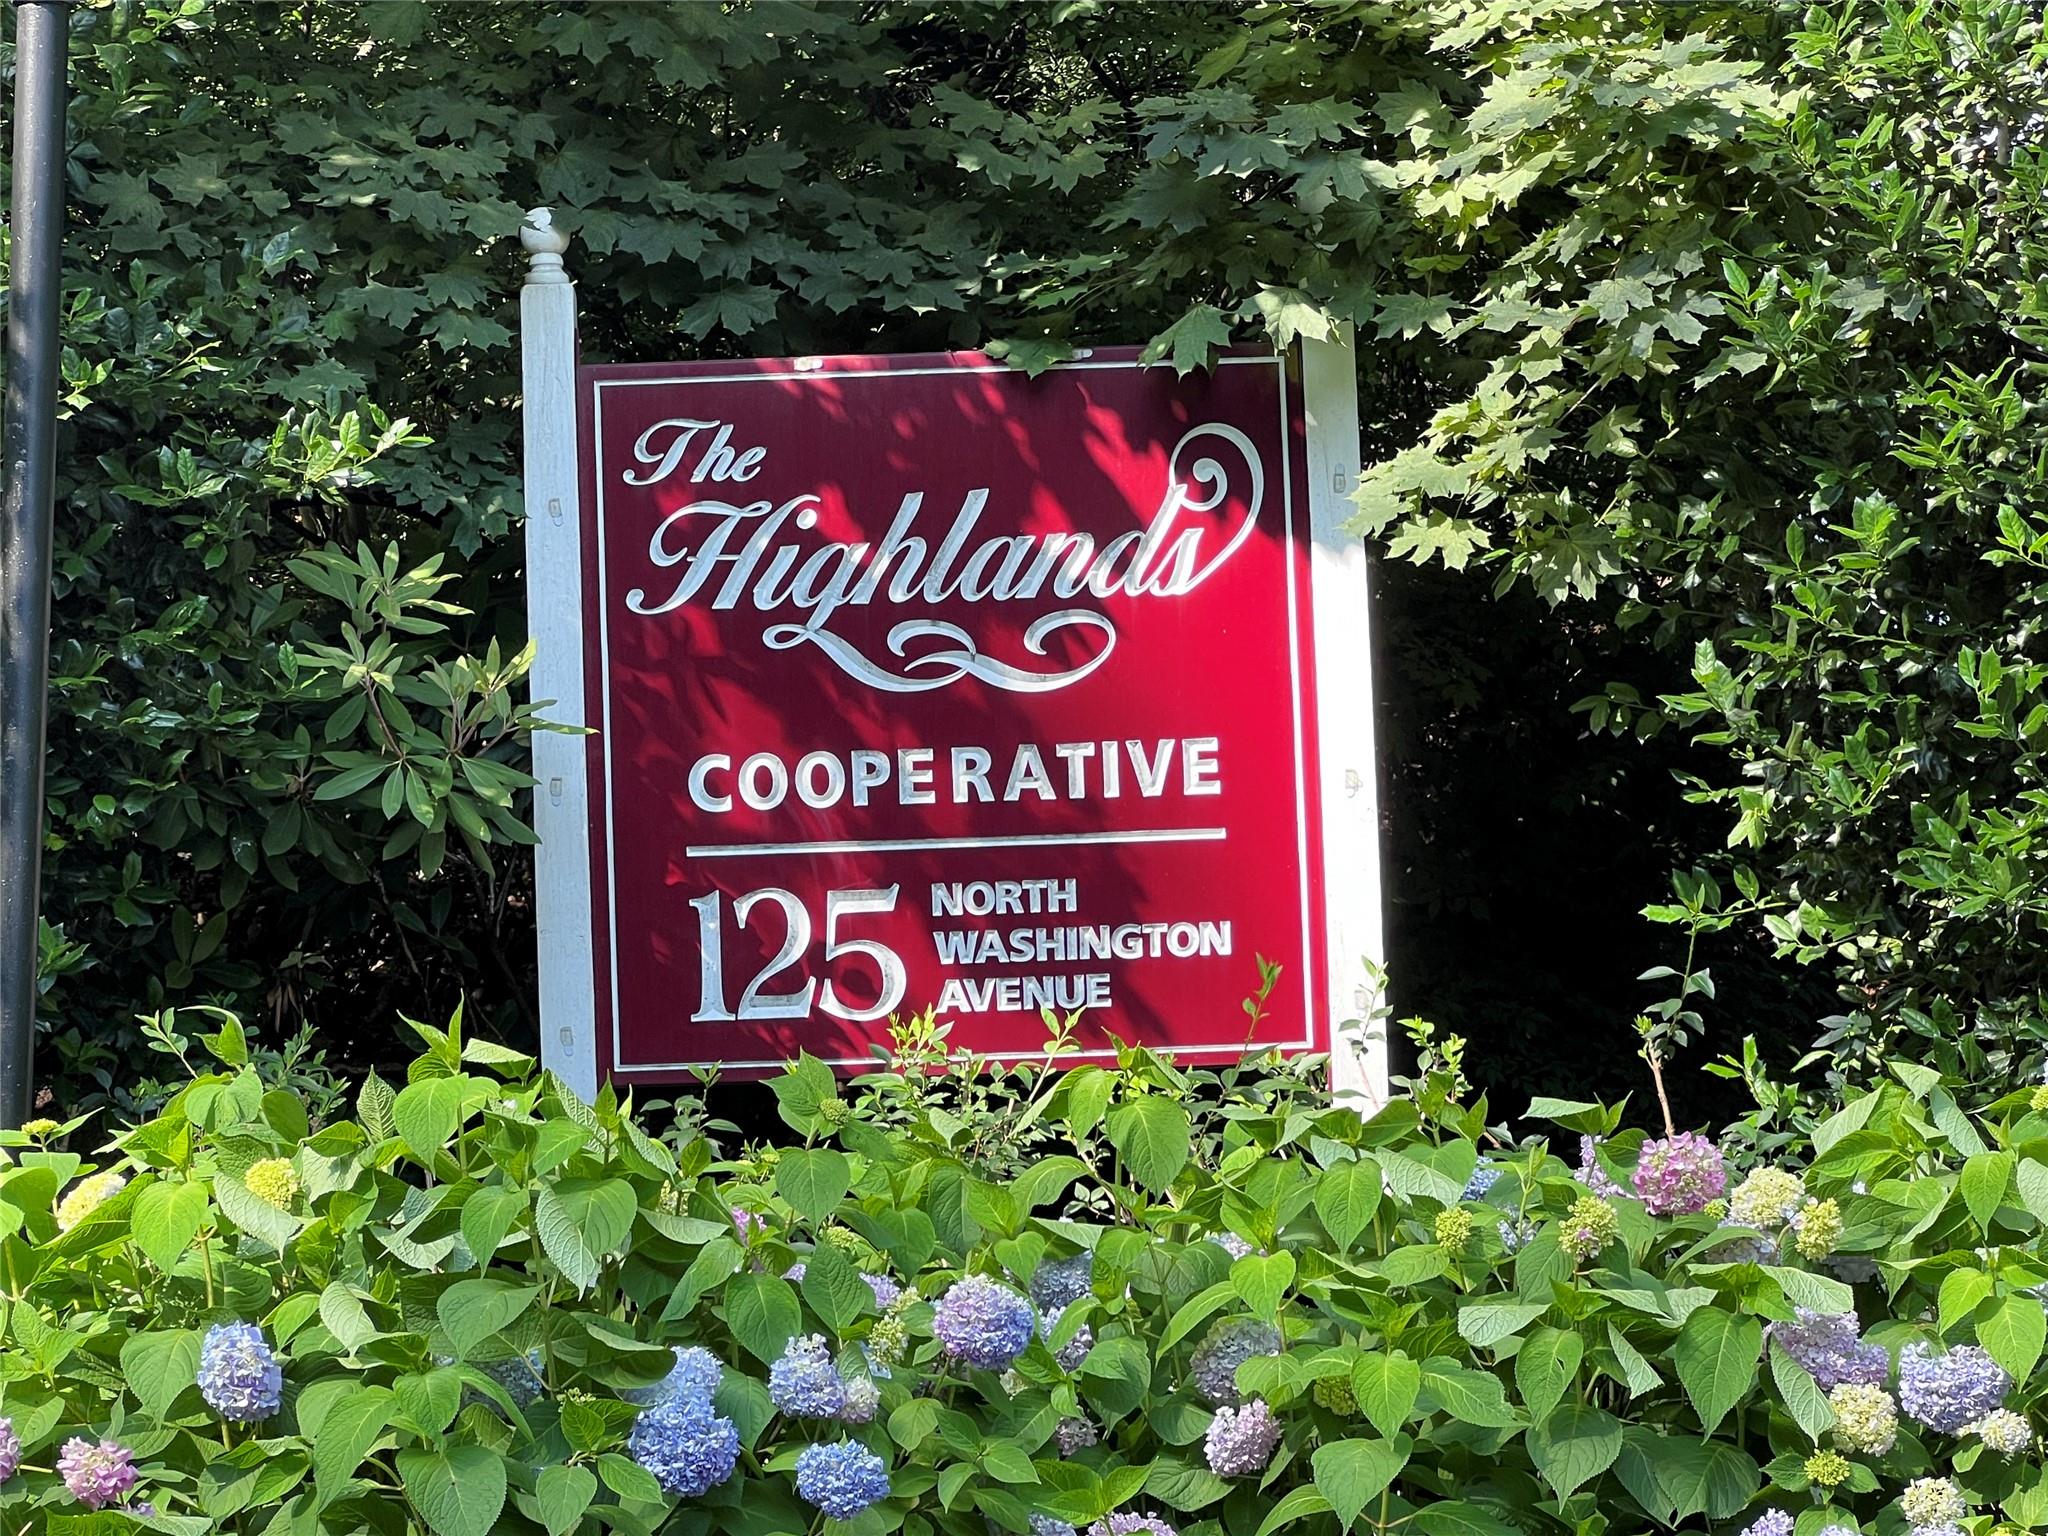 The
Highlands
COOPERATIVE
125 NORTH
WASHINGTON
AVENUE